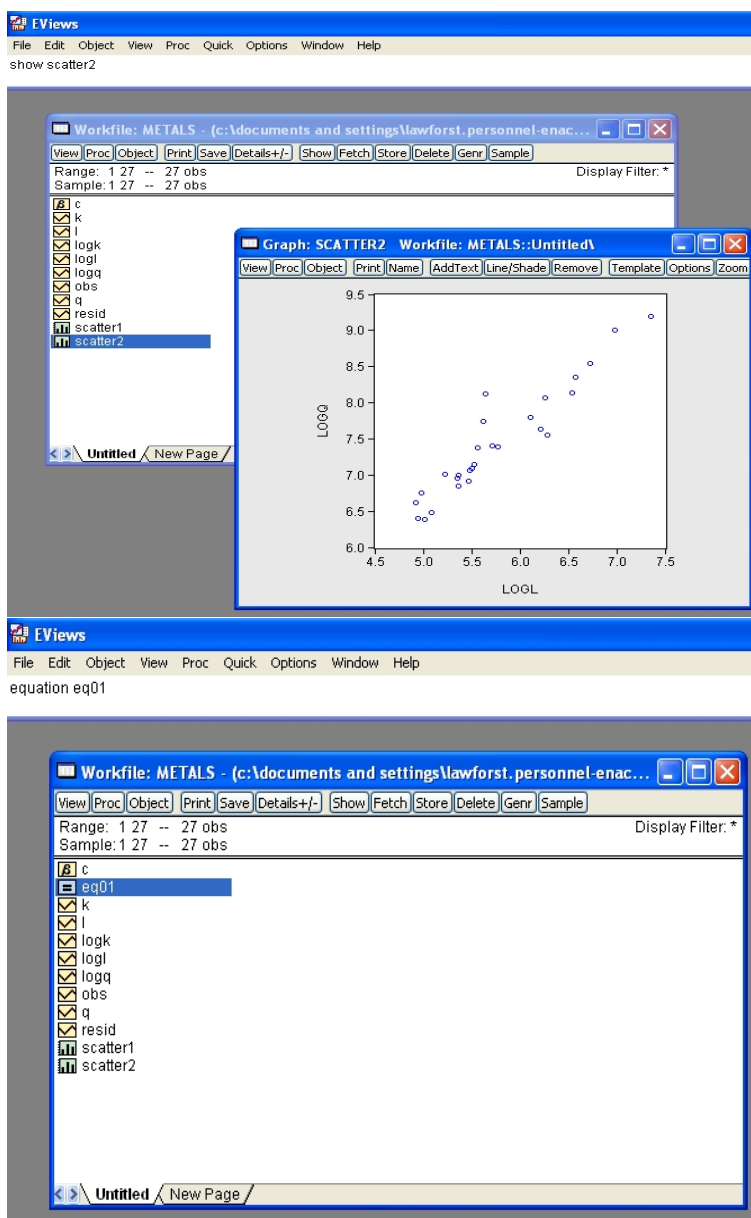 EViews
File Edit Object View Proc Quick Options Window Help
show scatter2
Workfile: METALS - (c:\documents and settings\lawforst.personnel-enac...
View Proc Object Print Save Details+/- Show Fetch Store Delete Genr Sample
Range: 1 27 -- 27 obs Display Filter: *
Sample: 1 27 -- 27 obs
c
k
l
logk
logl
logq
obs
q
resid
scatter1
scatter2
Untitled New Page
Graph: SCATTER2 Workfile: METALS::Untitled\
View Proc Object Print Name AddText Line/Shade Remove Template Options Zoom
9.5
9.0
8.5
8.0
7.5
7.0
6.5
6.0
LOGQ
4.5 5.0 5.5 6.0 6.5 7.0 7.5
LOGL
EViews
File Edit Object View Proc Quick Options Window Help
equation eq01
Workfile: METALS - (c:\documents and settings\lawforst.personnel-enac...
View Proc Object Print Save Details+/- Show Fetch Store Delete Genr Sample
Range: 1 27 -- 27 obs Display Filter: *
Sample: 1 27 -- 27 obs
c
eq01
k
l
logk
logl
logq
obs
q
resid
scatter1
scatter2
Untitled New Page